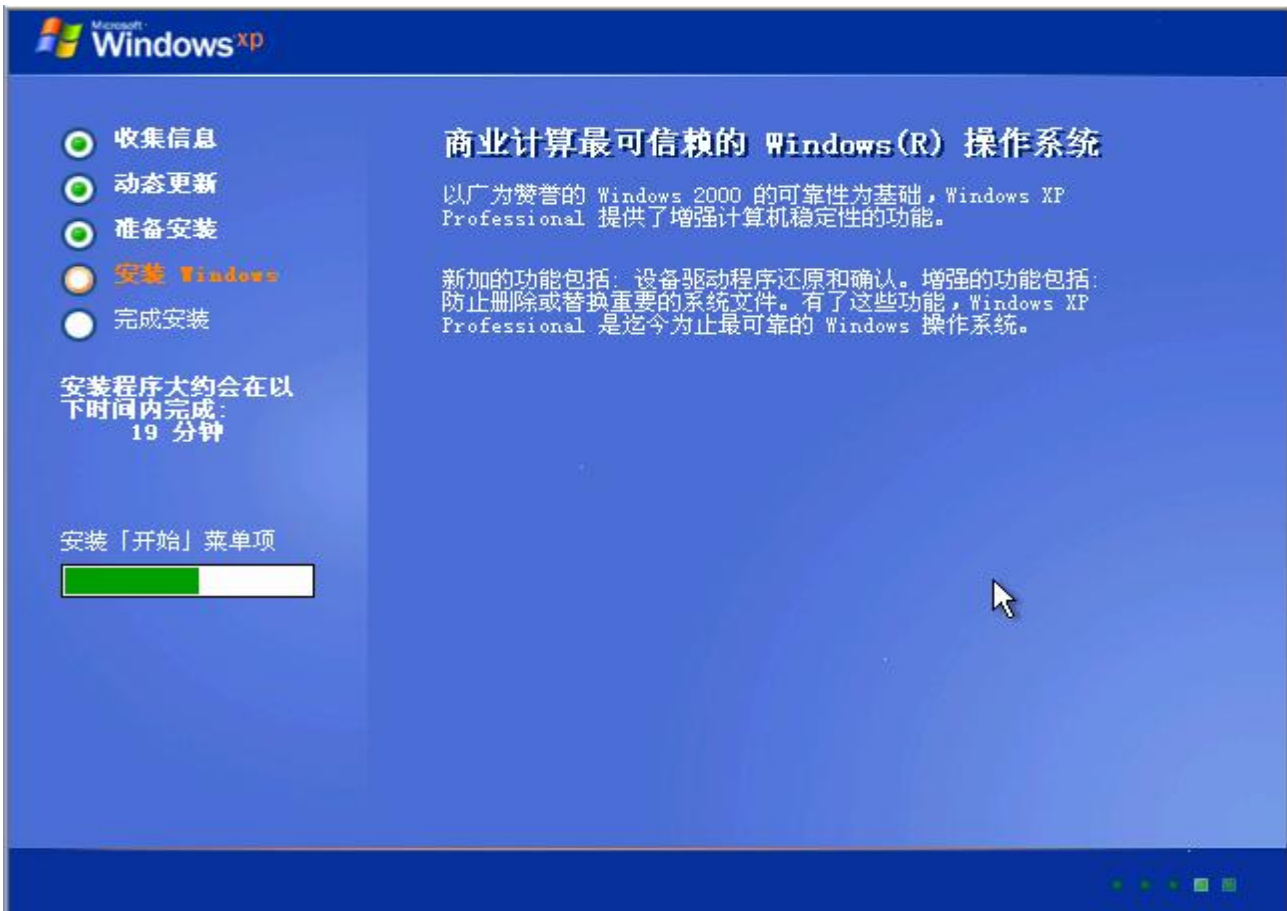 Microsoft
Windows xp
收集信息
动态更新
准备安装
安装 Windows
完成安装
安装程序大约会在以
下时间内完成:
19 分钟
安装「开始」菜单项
商业计算最可信赖的 Windows(R) 操作系统
以广为赞誉的 Windows 2000 的可靠性为基础，Windows XP
Professional 提供了增强计算机稳定性的功能。
新加的功能包括: 设备驱动程序还原和确认。增强的功能包括:
防止删除或替换重要的系统文件。有了这些功能，Windows XP
Professional 是迄今为止最可靠的 Windows 操作系统。